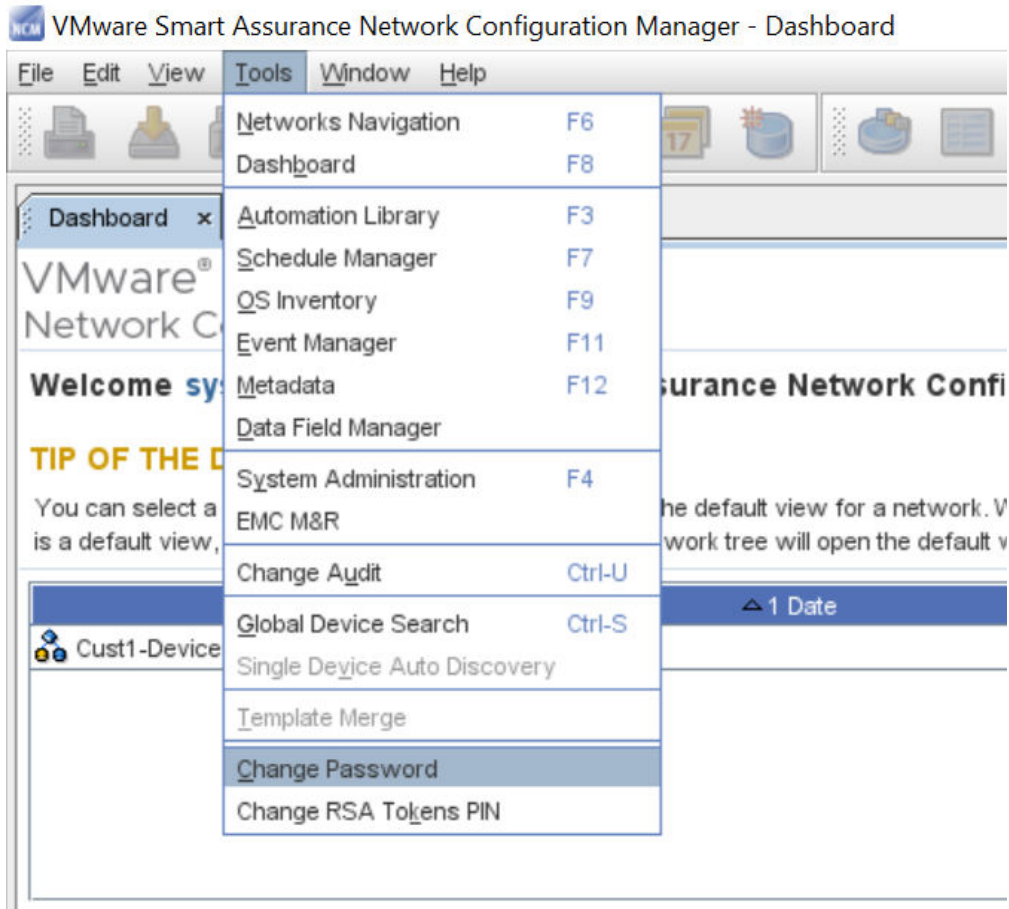 NCM VMware Smart Assurance Network Configuration Manager - Dashboard
File Edit View Tools Window Help
Networks Navigation F6
Dashboard F8
17
Automation Library F3
Schedule Manager F7
OS Inventory F9
Event Manager F11
Metadata F12
Data Field Manager
System Administration F4
EMC M&R
Change Audit Ctrl-U
Global Device Search Ctrl-S
Single Device Auto Discovery
Template Merge
Change Password
Change RSA Tokens PIN
Dashboard x
VMware®
Network C
Welcome sy surance Network Confi
TIP OF THE D
You can select a he default view for a network. W
is a default view, work tree will open the default v
1 Date
Cust1-Device